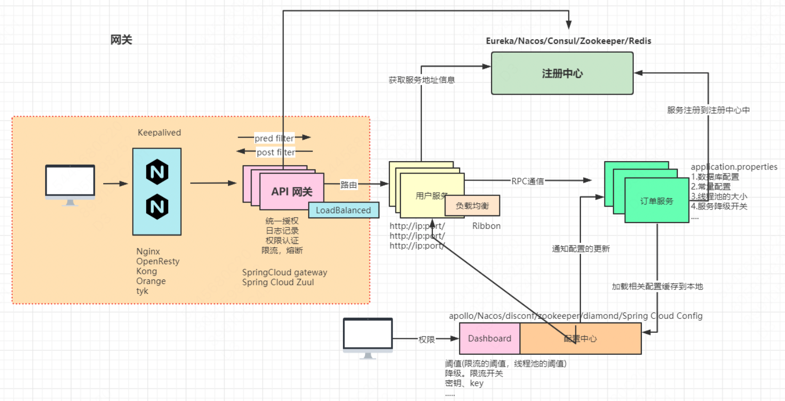 网关
Eureka/Nacos/Consul/Zookeeper/Redis
注册中心
获取服务地址信息
服务注册到注册中心中
Keepalived
pred filter
post filter
API 网关
路由
LoadBalanced
统一授权
日志记录
权限认证
限流，熔断
SpringCloud gateway
Spring Cloud Zuul
Nginx
OpenResty
Kong
Orange
tyk
用户服务
负载均衡
Ribbon
http://ip:port/
http://ip:port/
http://ip:port/
RPC通信
订单服务
application.properties
1.数据库配置
2.常量配置
3.线程池的大小
4.服务降级开关
....
通知配置的更新
加载相关配置缓存到本地
apollo/Nacos/disconf/zookeeper/diamond/Spring Cloud Config
权限
Dashboard
配置中心
阈值(限流的阈值，线程池的阈值)
降级。限流开关
密钥、key
.....